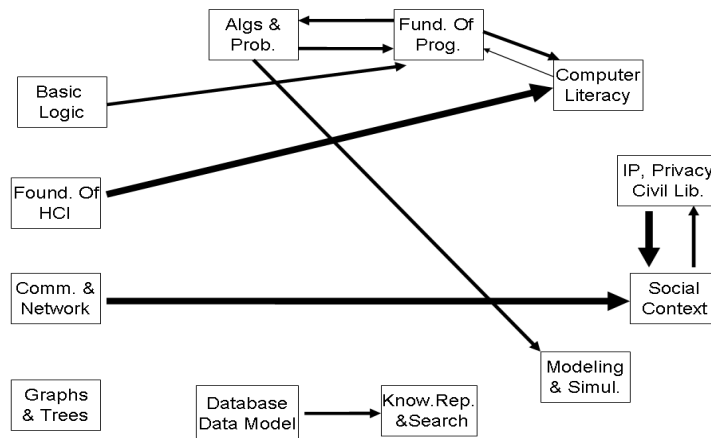 Algs &
Prob.
Fund. Of
Prog.
Computer
Literacy
Basic
Logic
IP, Privacy
Civil Lib.
Found. Of
HCI
Comm. &
Network
Social
Context
Modeling
& Simul.
Graphs
& Trees
Database
Data Model
Know.Rep.
&Search